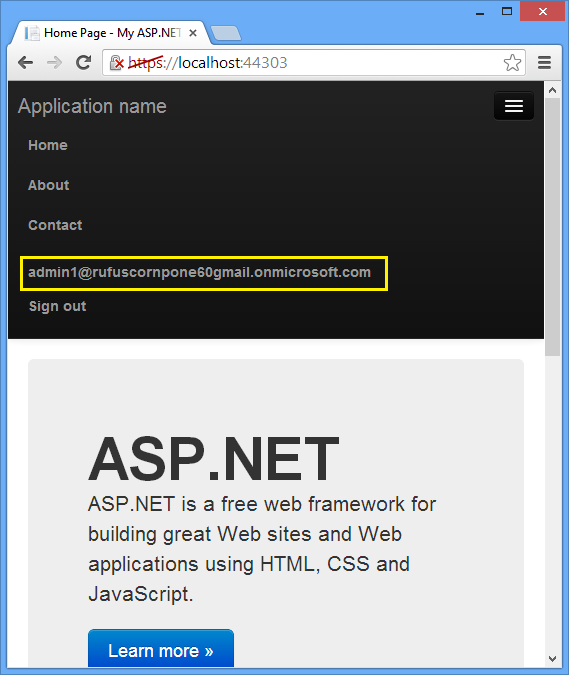 Home Page - My ASP.NET
https://localhost:44303
Application name
Home
About
Contact
admin1@rufuscornpone60gmail.onmicrosoft.com
Sign out
ASP.NET
ASP.NET is a free web framework for
building great Web sites and Web
applications using HTML, CSS and
JavaScript.
Learn more »